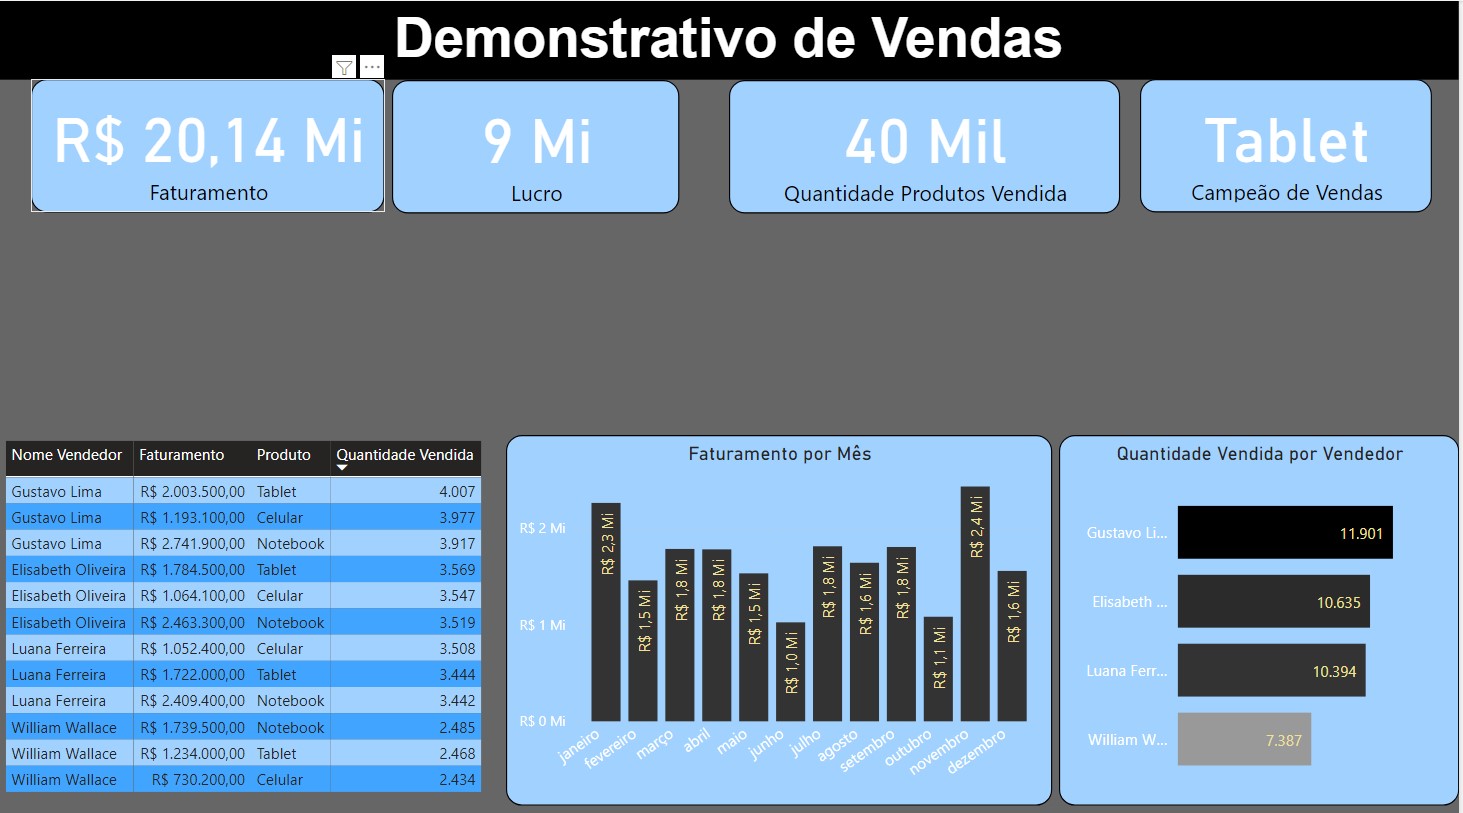 Demonstrativo de Vendas
R$ 20,14 Mi
Faturamento
9 Mi
Lucro
40 Mil
Quantidade Produtos Vendida
Tablet
Campeão de Vendas
Nome Vendedor Faturamento Produto Quantidade Vendida
Gustavo Lima R$ 2.003.500,00 Tablet 4.007
Gustavo Lima R$ 1.193.100,00 Celular 3.977
Gustavo Lima R$ 2.741.900,00 Notebook 3.917
Elisabeth Oliveira R$ 1.784.500,00 Tablet 3.569
Elisabeth Oliveira R$ 1.064.100,00 Celular 3.547
Elisabeth Oliveira R$ 2.463.300,00 Notebook 3.519
Luana Ferreira R$ 1.052.400,00 Celular 3.508
Luana Ferreira R$ 1.722.000,00 Tablet 3.444
Luana Ferreira R$ 2.409.400,00 Notebook 3.442
William Wallace R$ 1.739.500,00 Notebook 2.485
William Wallace R$ 1.234.000,00 Tablet 2.468
William Wallace R$ 730.200,00 Celular 2.434
Faturamento por Mês
R$ 2 Mi
R$ 1 Mi
R$ 0 Mi
R$ 2,3 Mi
R$ 1,5 Mi
R$ 1,8 Mi
R$ 1,8 Mi
R$ 1,5 Mi
R$ 1,0 Mi
R$ 1,8 Mi
R$ 1,6 Mi
R$ 1,8 Mi
R$ 1,1 Mi
R$ 2,4 Mi
R$ 1,6 Mi
janeiro
fevereiro
março
abril
maio
junho
julho
agosto
setembro
outubro
novembro
dezembro
Quantidade Vendida por Vendedor
Gustavo Li... 11.901
Elisabeth ... 10.635
Luana Ferr... 10.394
William W... 7.387